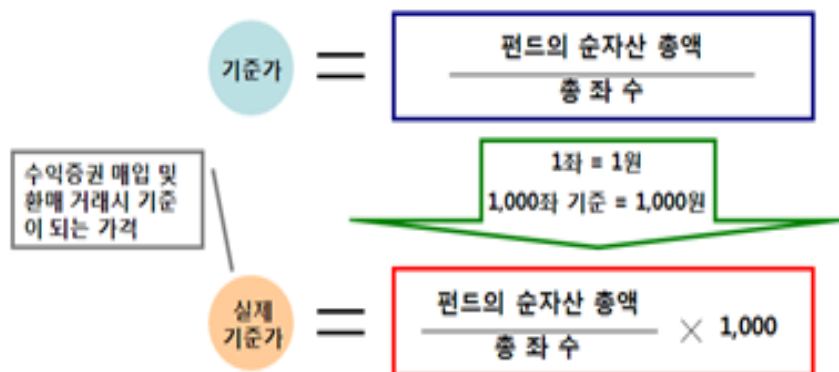 기준가
=
펀드의 순자산 총액
총 좌 수
수익증권 매입 및
환매 거래시 기준
이 되는 가격
1좌 = 1원
1,000좌 기준 = 1,000원
실제
기준가
=
펀드의 순자산 총액
총 좌 수
× 1,000